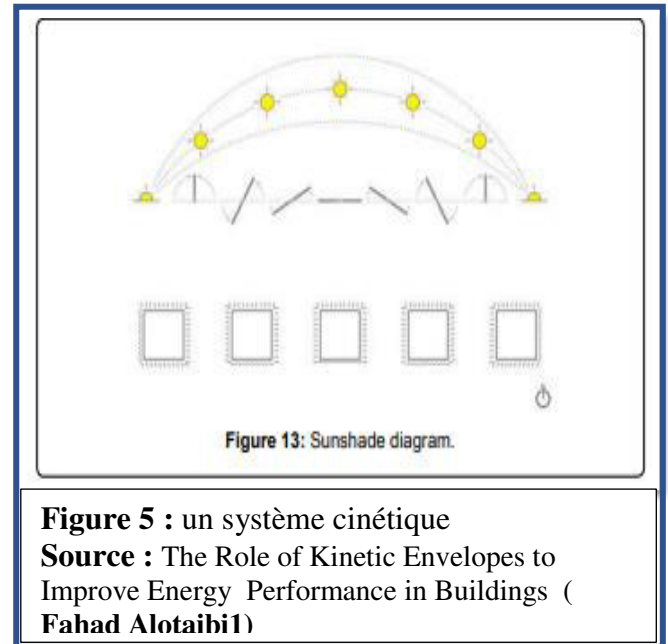 Figure 13: Sunshade diagram.
Figure 5 : un système cinétique
Source : The Role of Kinetic Envelopes to
Improve Energy Performance in Buildings (
Fahad Alotaibi1)